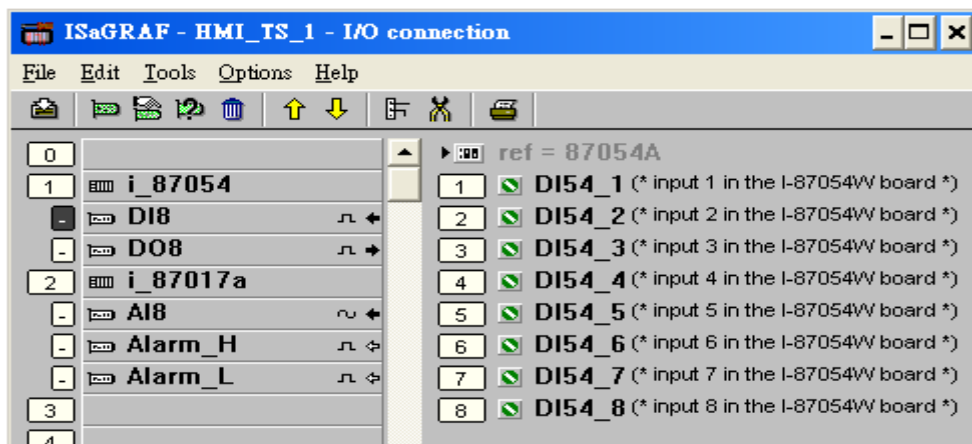 ISaGRAF - HMI_TS_1 - I/O connection
File Edit Tools Options Help
0
1 i_87054
- DI8
- DO8
2 i_87017a
- AI8
- Alarm_H
- Alarm_L
3
4
ref = 87054A
1 DI54_1 (* input 1 in the I-87054W board *)
2 DI54_2 (* input 2 in the I-87054W board *)
3 DI54_3 (* input 3 in the I-87054W board *)
4 DI54_4 (* input 4 in the I-87054W board *)
5 DI54_5 (* input 5 in the I-87054W board *)
6 DI54_6 (* input 6 in the I-87054W board *)
7 DI54_7 (* input 7 in the I-87054W board *)
8 DI54_8 (* input 8 in the I-87054W board *)